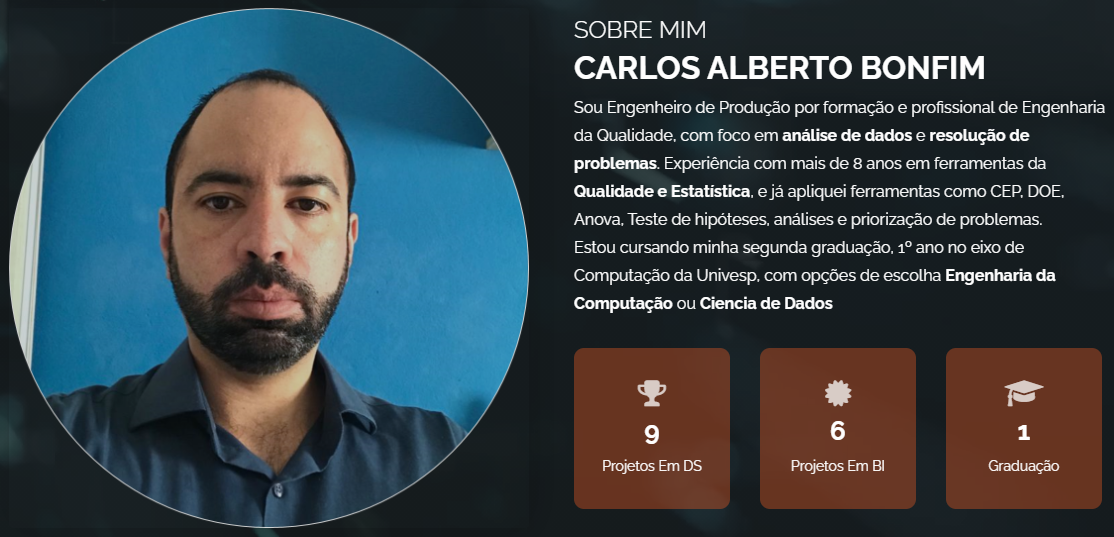 SOBRE MIM
CARLOS ALBERTO BONFIM
Sou Engenheiro de Produção por formação e profissional de Engenharia
da Qualidade, com foco em análise de dados e resolução de
problemas. Experiência com mais de 8 anos em ferramentas da
Qualidade e Estatística, e já apliquei ferramentas como CEP, DOE,
Anova, Teste de hipóteses, análises e priorização de problemas.
Estou cursando minha segunda graduação, 1º ano no eixo de
Computação da Univesp, com opções de escolha Engenharia da
Computação ou Ciencia de Dados
9
Projetos Em DS
6
Projetos Em BI
1
Graduação